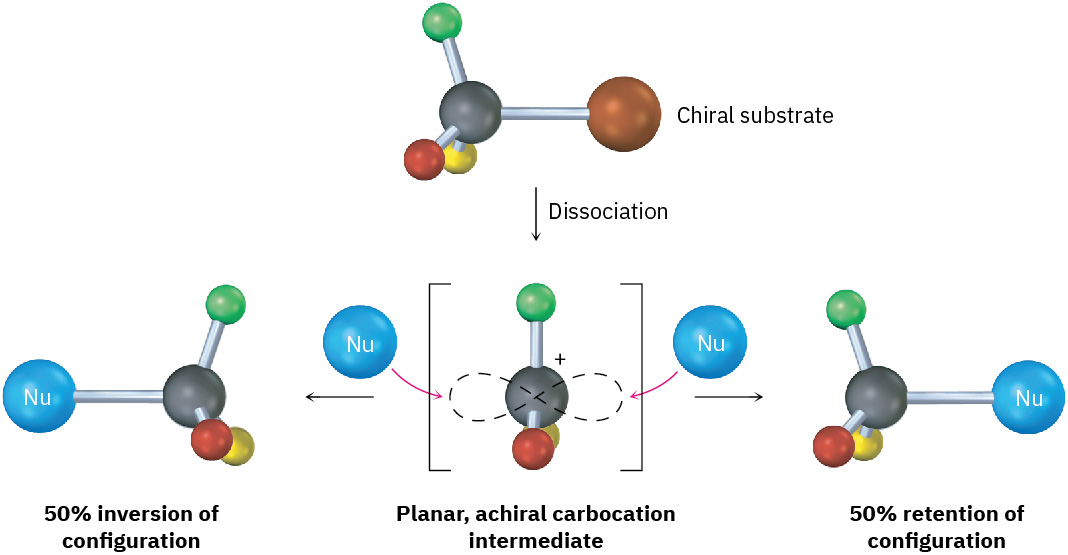 Chiral substrate
Dissociation
Nu
Nu
+
Nu
Nu
50% inversion of
configuration
Planar, achiral carbocation
intermediate
50% retention of
configuration